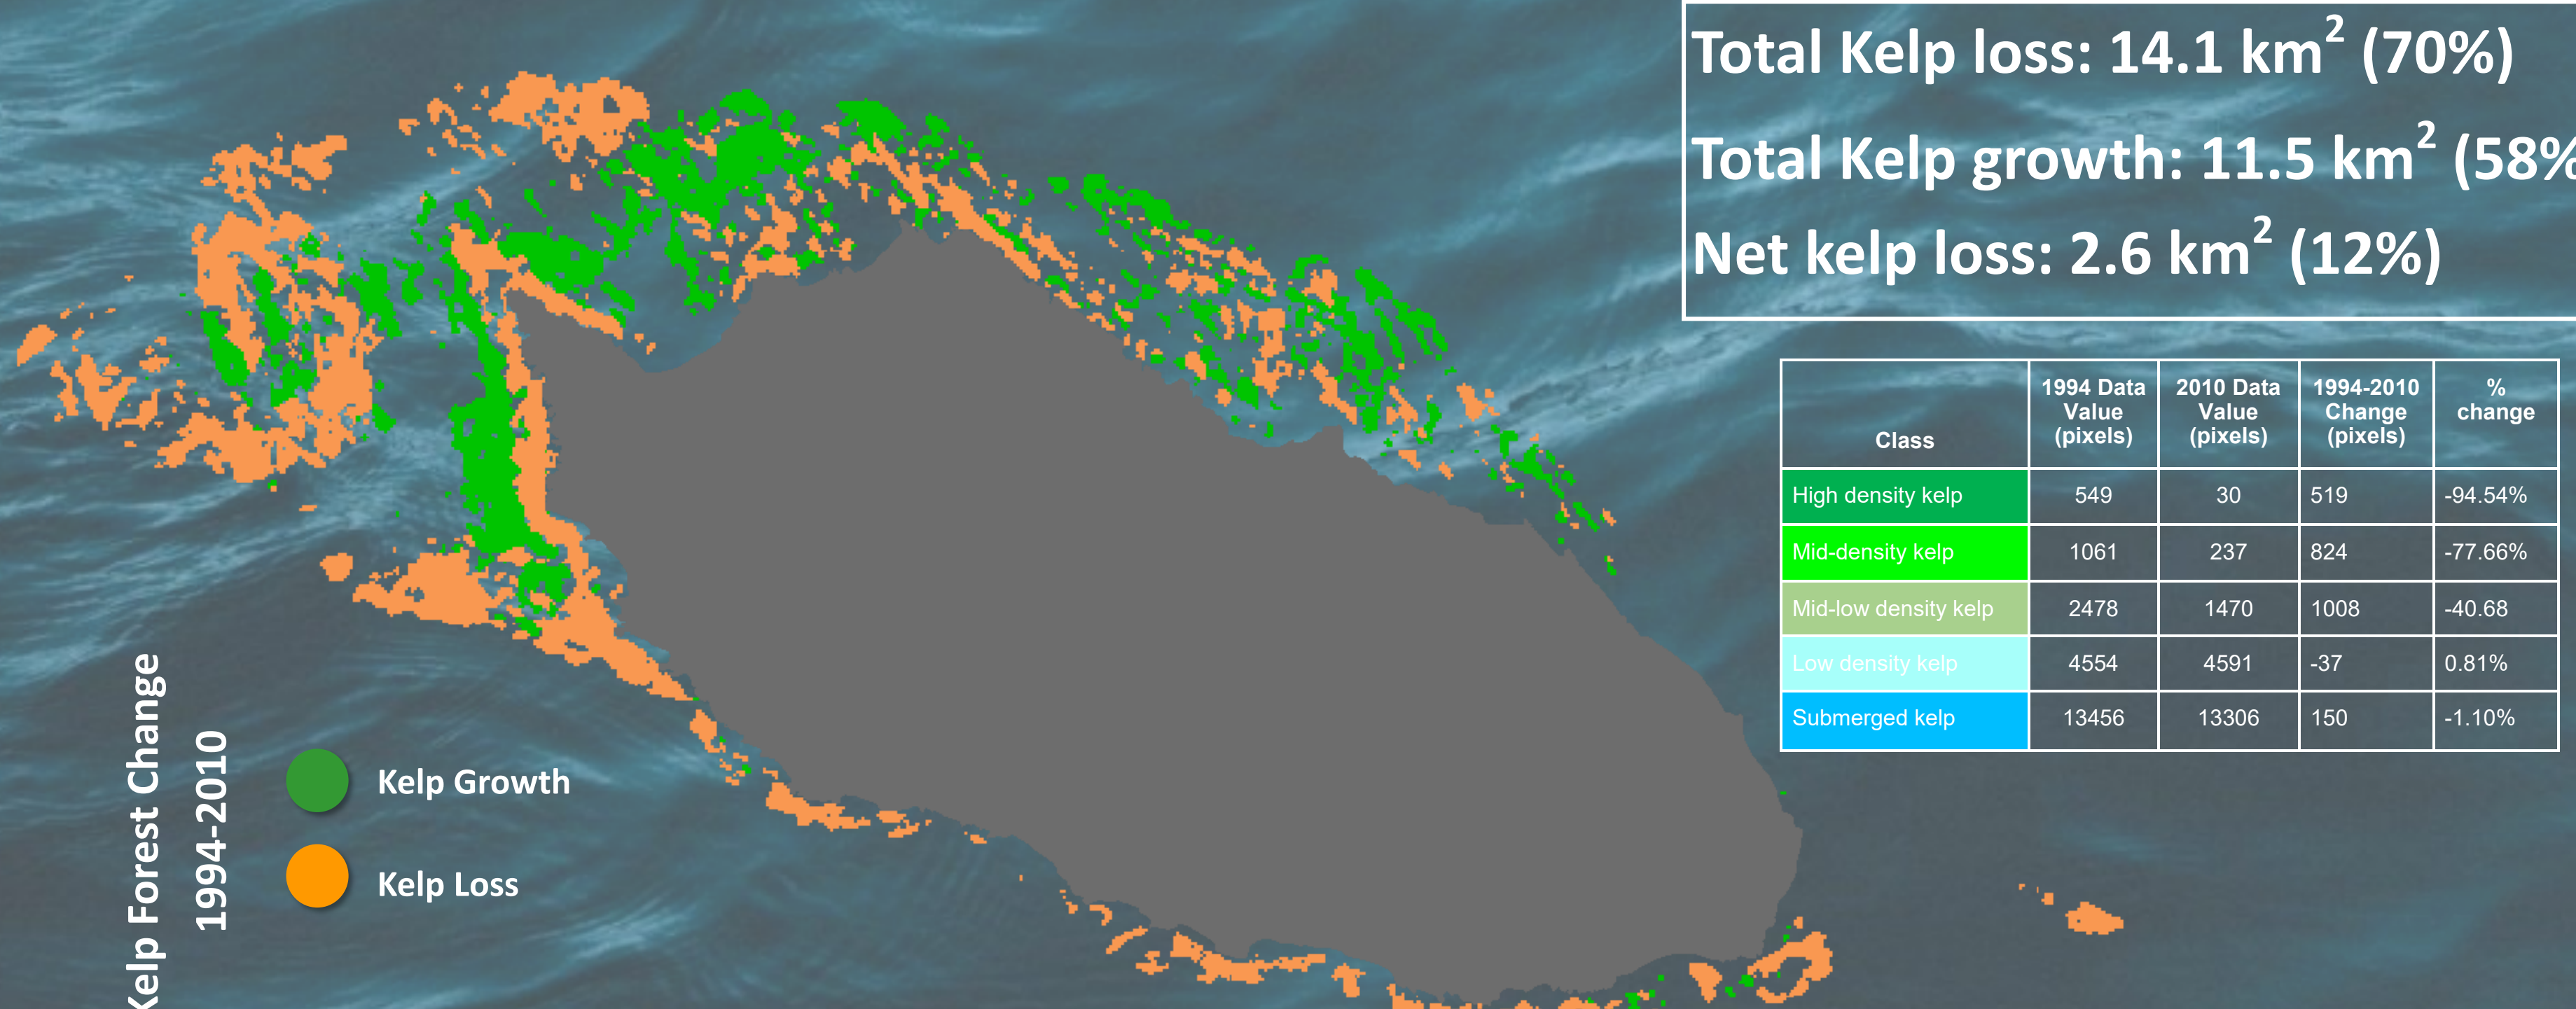 Total Kelp loss: 14.1 km² (70%)
Total Kelp growth: 11.5 km² (58%
Net kelp loss: 2.6 km² (12%)
Class
1994 Data
Value
(pixels)
2010 Data
Value
(pixels)
1994-2010
Change
(pixels)
%
change
High density kelp 549 30 519 -94.54%
Mid-density kelp 1061 237 824 -77.66%
Mid-low density kelp 2478 1470 1008 -40.68
Low density kelp 4554 4591 -37 0.81%
Submerged kelp 13456 13306 150 -1.10%
Kelp Forest Change
1994-2010
Kelp Growth
Kelp Loss